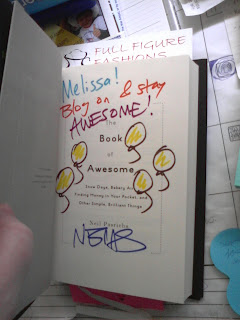 FULL FIGURE
FASHIONS
Melissa!
Blog on & stay
AWESOME!
The
Book
of
Awesome
Snow Days, Bakery Air,
Finding Money in Your Pocket, and
Other Simple, Brilliant Things
Neil Pasricha